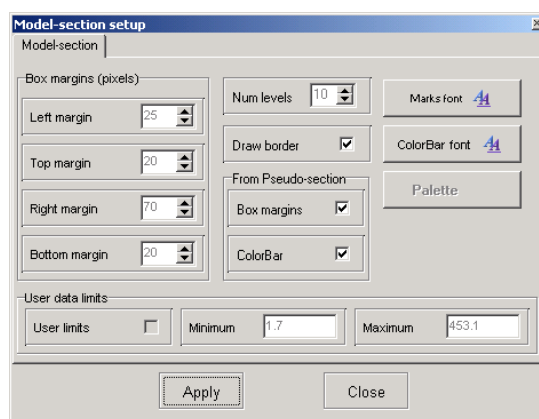 Model-section setup
Model-section
Box margins (pixels)
Left margin 25
Top margin 20
Right margin 70
Bottom margin 20
Num levels 10
Draw border
From Pseudo-section
Box margins
ColorBar
Marks font AA
ColorBar font AA
Palette
User data limits
User limits Minimum 1.7 Maximum 453.1
Apply Close